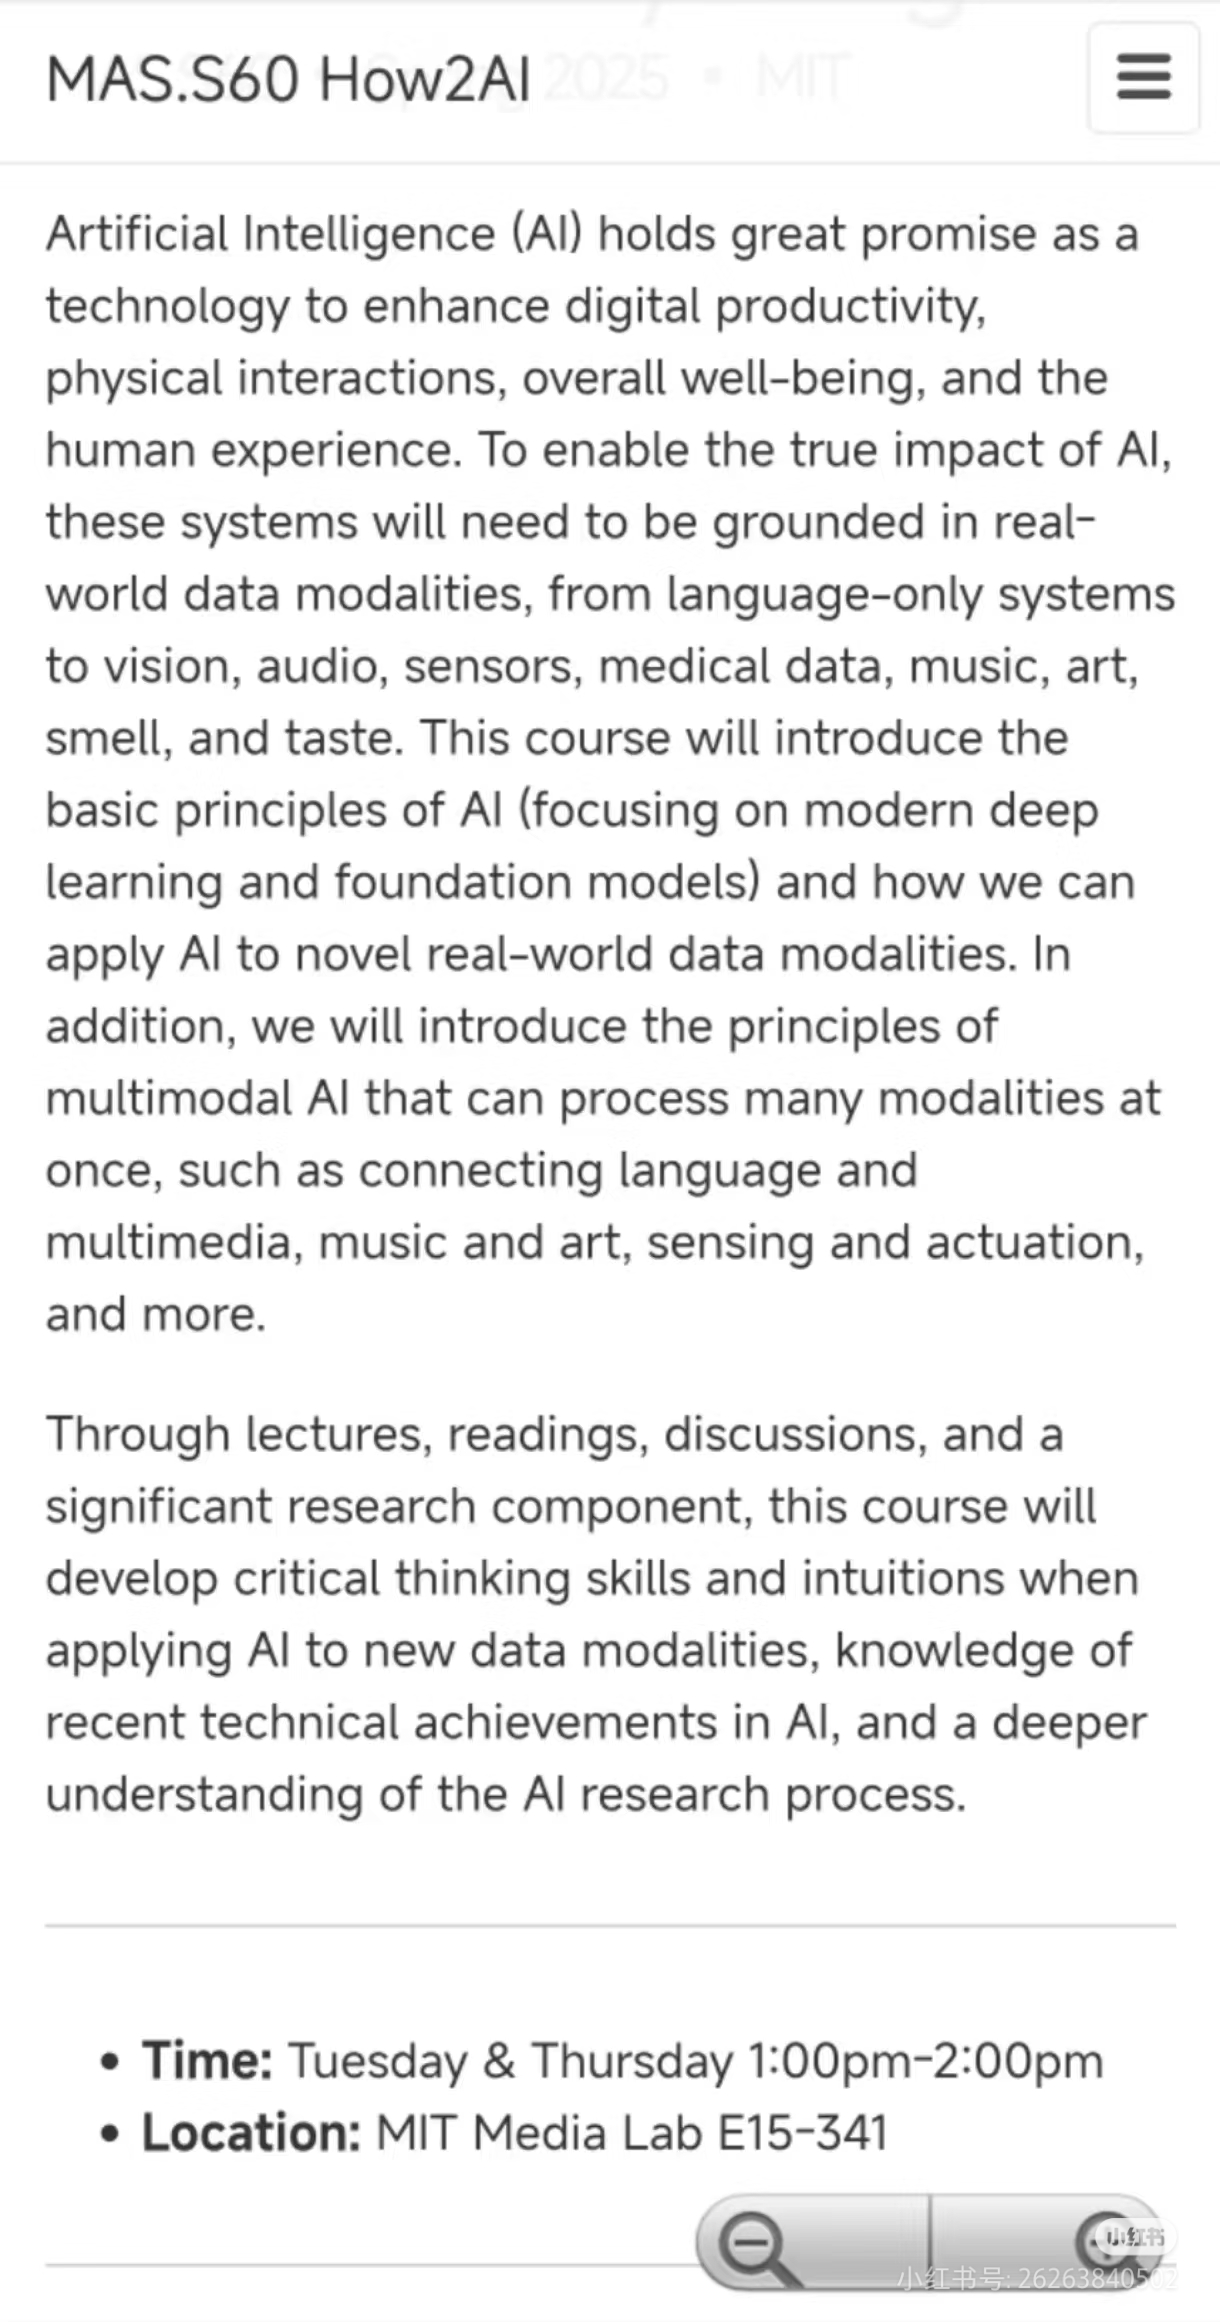 MAS.S60 How2AI
2025 • MIT
Artificial Intelligence (AI) holds great promise as a
technology to enhance digital productivity,
physical interactions, overall well-being, and the
human experience. To enable the true impact of AI,
these systems will need to be grounded in real-
world data modalities, from language-only systems
to vision, audio, sensors, medical data, music, art,
smell, and taste. This course will introduce the
basic principles of AI (focusing on modern deep
learning and foundation models) and how we can
apply AI to novel real-world data modalities. In
addition, we will introduce the principles of
multimodal AI that can process many modalities at
once, such as connecting language and
multimedia, music and art, sensing and actuation,
and more.
Through lectures, readings, discussions, and a
significant research component, this course will
develop critical thinking skills and intuitions when
applying AI to new data modalities, knowledge of
recent technical achievements in AI, and a deeper
understanding of the AI research process.
• Time: Tuesday & Thursday 1:00pm-2:00pm
• Location: MIT Media Lab E15-341
小红书
小红书号: 26263840502